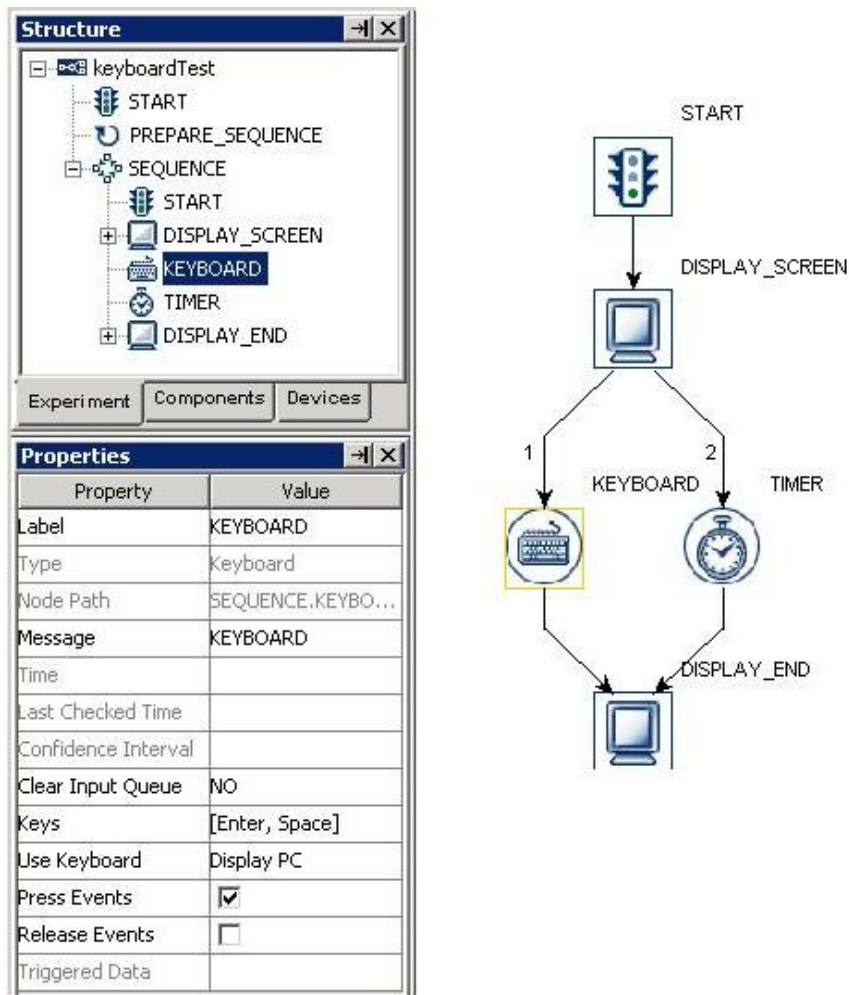 Structure
keyboardTest
START
PREPARE_SEQUENCE
SEQUENCE
START
DISPLAY_SCREEN
KEYBOARD
TIMER
DISPLAY_END
Experiment Components Devices
Properties
Property Value
Label KEYBOARD
Type Keyboard
Node Path SEQUENCE.KEYBO...
Message KEYBOARD
Time
Last Checked Time
Confidence Interval
Clear Input Queue NO
Keys [Enter, Space]
Use Keyboard Display PC
Press Events
Release Events
Triggered Data
START
DISPLAY_SCREEN
1 2
KEYBOARD TIMER
DISPLAY_END